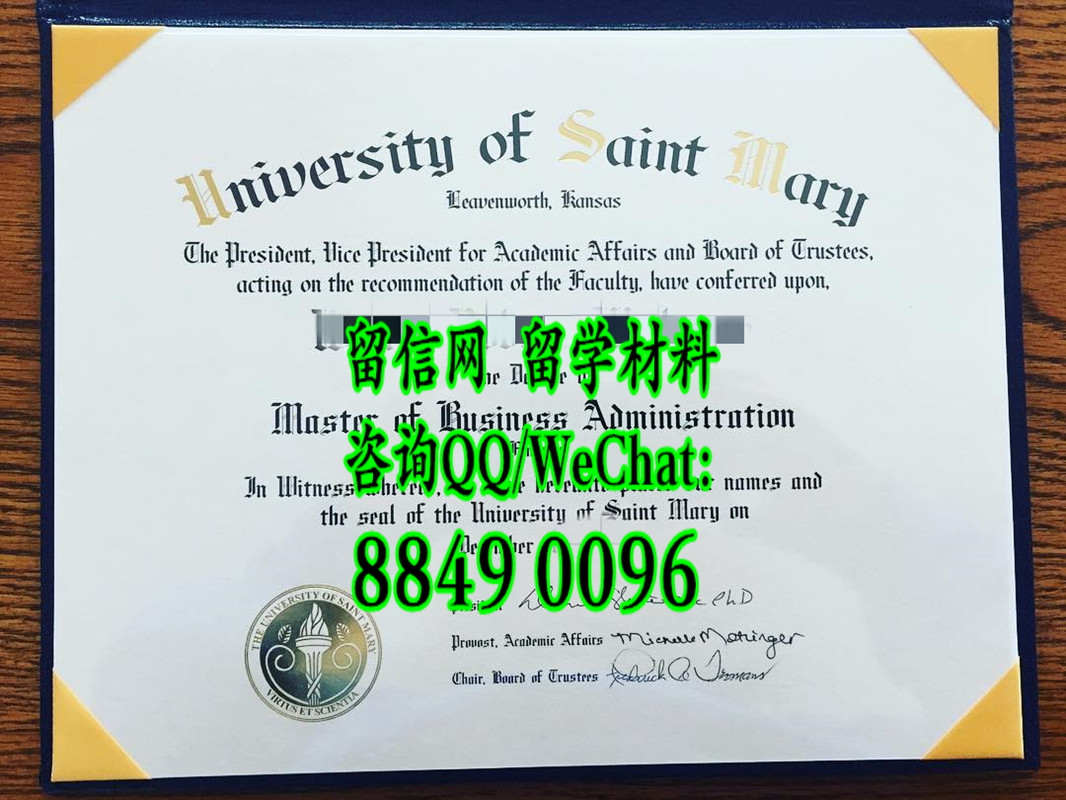 University of Saint Mary
Leavenworth, Kansas
The President, Vice President for Academic Affairs and Board of Trustees,
acting on the recommendation of the Faculty, have conferred upon,
留信网 留学材料
Master of Business Administration
咨询QQ/WeChat:
In Witness names and
the seal of the University of Saint Mary on
8849 0096
PhD
Provost, Academic Affairs
Chair, Board of Trustees
THE UNIVERSITY OF SAINT MARY
VIRTUS ET SCIENTIA